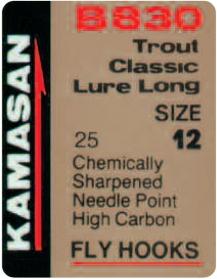 B830
Trout
Classic
Lure Long
SIZE
25 12
Chemically
Sharpened
Needle Point
High Carbon
FLY HOOKS
KAMASAN